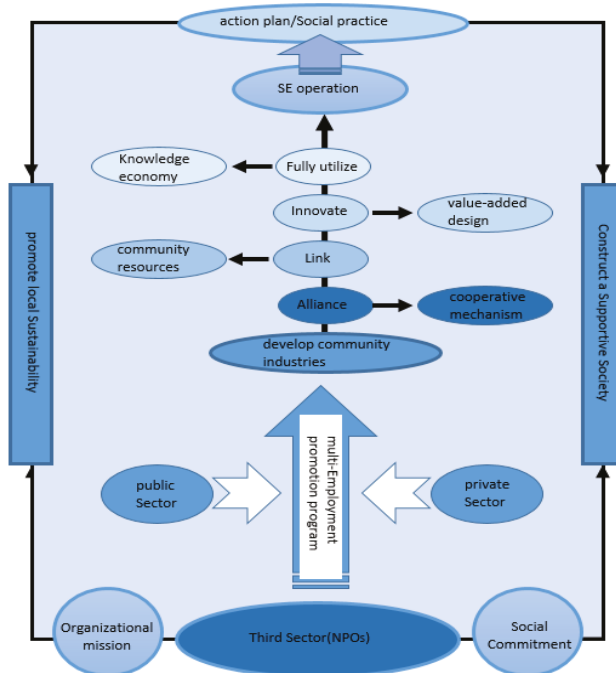 action plan/Social practice
SE operation
Knowledge
economy
Fully utilize
Innovate
value-added
design
community
resources
Link
Alliance
cooperative
mechanism
develop community
industries
promote local Sustainability
Construct a Supportive Society
multi-Employment
promotion program
public
Sector
private
Sector
Organizational
mission
Third Sector(NPOs)
Social
Commitment